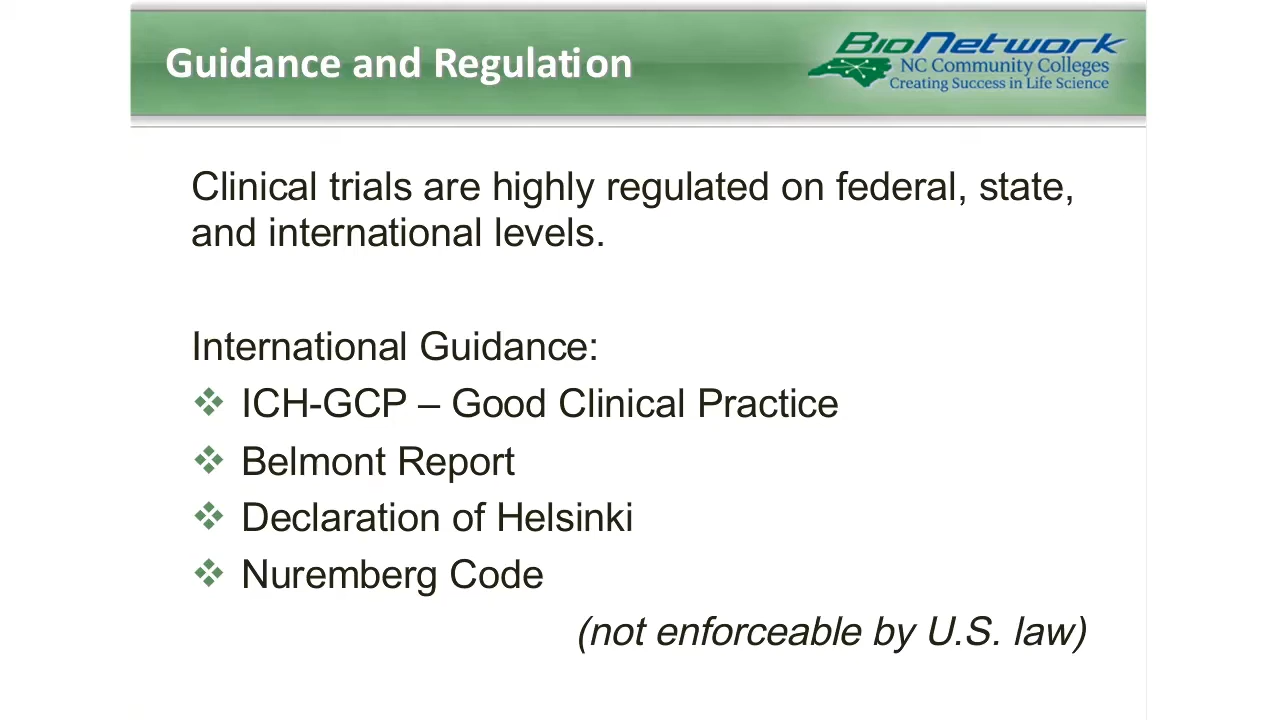 Guidance and Regulation
BioNetwork
NC Community Colleges
Creating Success in Life Science
Clinical trials are highly regulated on federal, state,
and international levels.
International Guidance:
❖ ICH-GCP – Good Clinical Practice
❖ Belmont Report
❖ Declaration of Helsinki
❖ Nuremberg Code
(not enforceable by U.S. law)